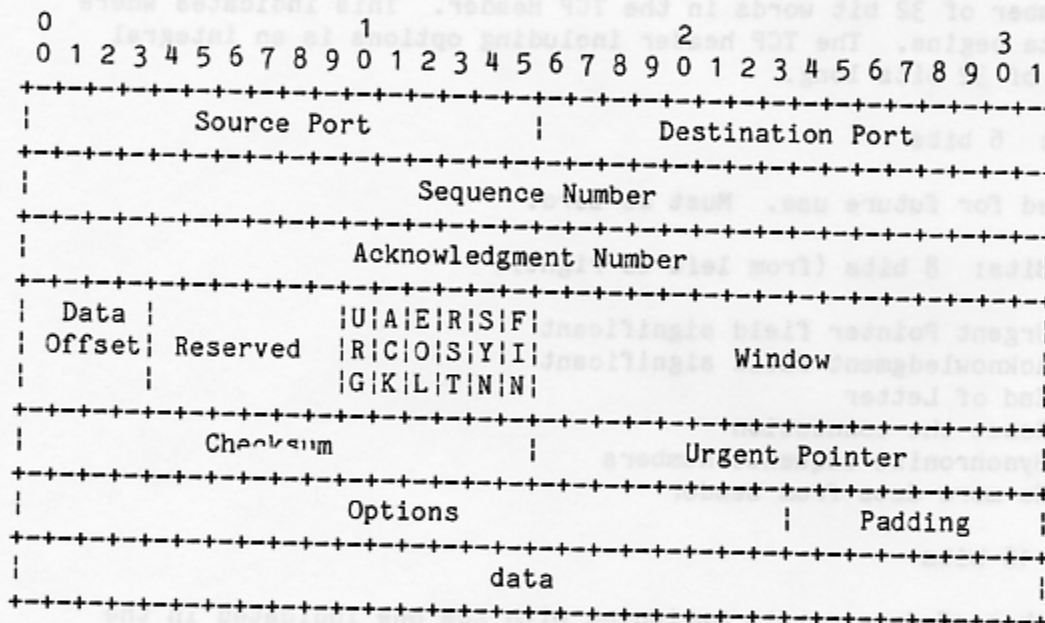 0 1 2 3
0 1 2 3 4 5 6 7 8 9 0 1 2 3 4 5 6 7 8 9 0 1 2 3 4 5 6 7 8 9 0 1
+-+-+-+-+-+-+-+-+-+-+-+-+-+-+-+-+-+-+-+-+-+-+-+-+-+-+-+-+-+-+-+-+
| Source Port | Destination Port |
+-+-+-+-+-+-+-+-+-+-+-+-+-+-+-+-+-+-+-+-+-+-+-+-+-+-+-+-+-+-+-+-+
| Sequence Number |
+-+-+-+-+-+-+-+-+-+-+-+-+-+-+-+-+-+-+-+-+-+-+-+-+-+-+-+-+-+-+-+-+
| Acknowledgment Number |
+-+-+-+-+-+-+-+-+-+-+-+-+-+-+-+-+-+-+-+-+-+-+-+-+-+-+-+-+-+-+-+-+
| Data | |U|A|E|R|S|F| |
| Offset| Reserved |R|C|O|S|Y|I| Window |
| | |G|K|L|T|N|N| |
+-+-+-+-+-+-+-+-+-+-+-+-+-+-+-+-+-+-+-+-+-+-+-+-+-+-+-+-+-+-+-+-+
| Checksum | Urgent Pointer |
+-+-+-+-+-+-+-+-+-+-+-+-+-+-+-+-+-+-+-+-+-+-+-+-+-+-+-+-+-+-+-+-+
| Options | Padding |
+-+-+-+-+-+-+-+-+-+-+-+-+-+-+-+-+-+-+-+-+-+-+-+-+-+-+-+-+-+-+-+-+
| data |
+-+-+-+-+-+-+-+-+-+-+-+-+-+-+-+-+-+-+-+-+-+-+-+-+-+-+-+-+-+-+-+-+